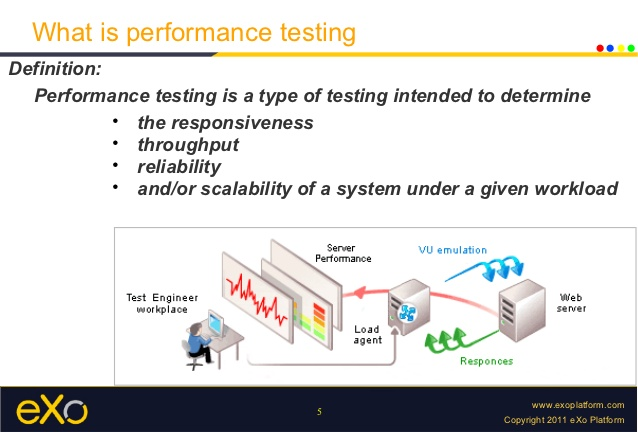 What is performance testing
Definition:
Performance testing is a type of testing intended to determine
• the responsiveness
• throughput
• reliability
• and/or scalability of a system under a given workload
Server
Performance
VU emulation
Test Engineer
workplace
Web
server
Load
agent
Responces
eXo
5
www.exoplatform.com
Copyright 2011 eXo Platform